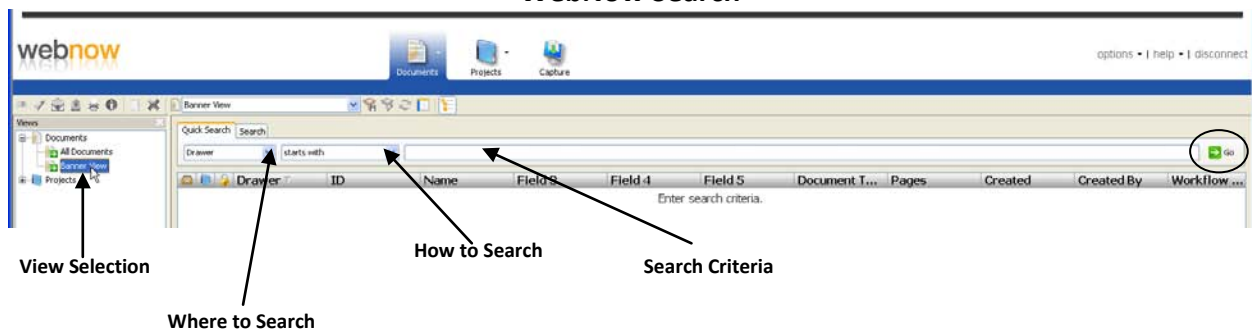 WebNow Search
webnow
Documents Projects Capture
options • | help • | disconnect
Banner View
Views
Documents
All Documents
Banner View
Projects
Quick Search Search
Drawer starts with Go
Drawer ID Name Field 3 Field 4 Field 5 Document T... Pages Created Created By Workflow ...
Enter search criteria.
View Selection
How to Search
Search Criteria
Where to Search